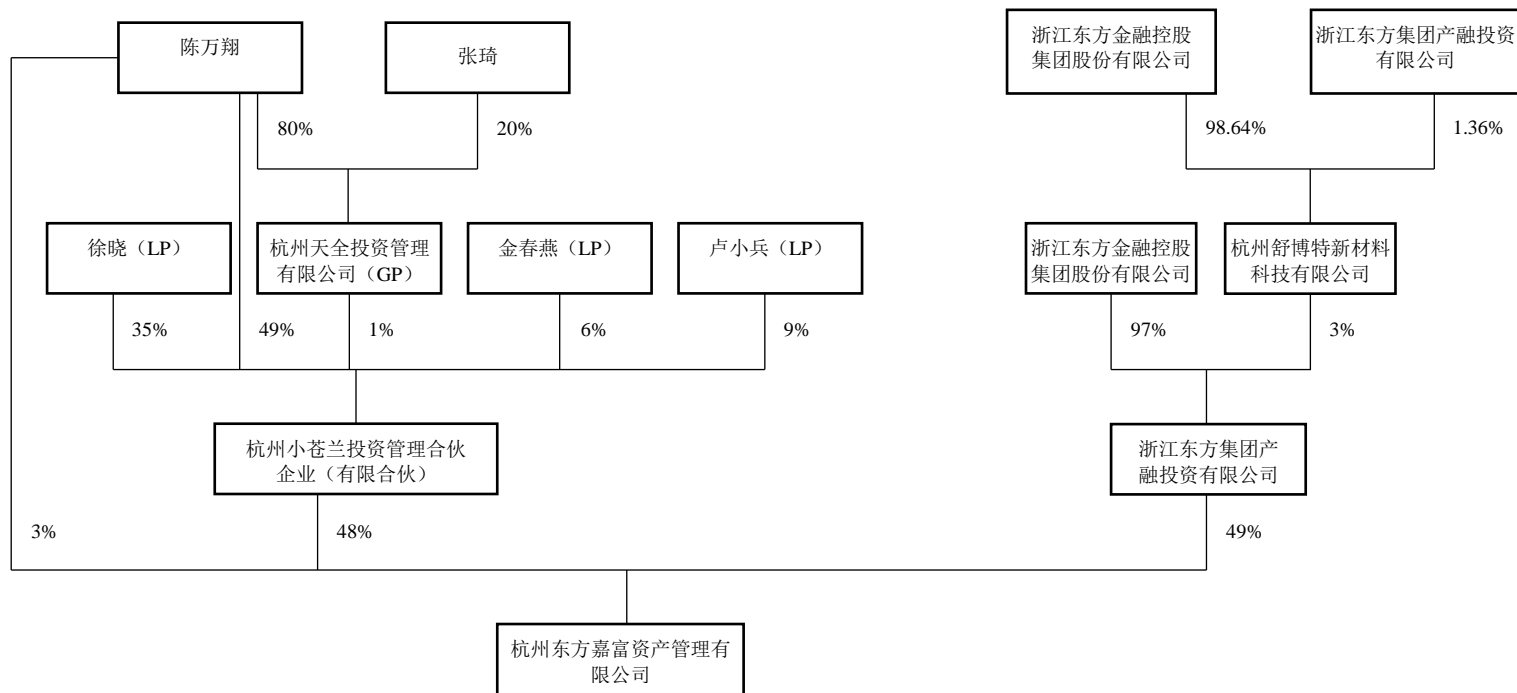 陈万翔
张琦
浙江东方金融控股
集团股份有限公司
浙江东方集团产融投资
有限公司
80%
20%
98.64%
1.36%
徐晓（LP）
杭州天全投资管理
有限公司（GP）
金春燕（LP）
卢小兵（LP）
浙江东方金融控股
集团股份有限公司
杭州舒博特新材料
科技有限公司
35%
49%
1%
6%
9%
97%
3%
杭州小苍兰投资管理合伙
企业（有限合伙）
浙江东方集团产
融投资有限公司
3%
48%
49%
杭州东方嘉富资产管理有
限公司